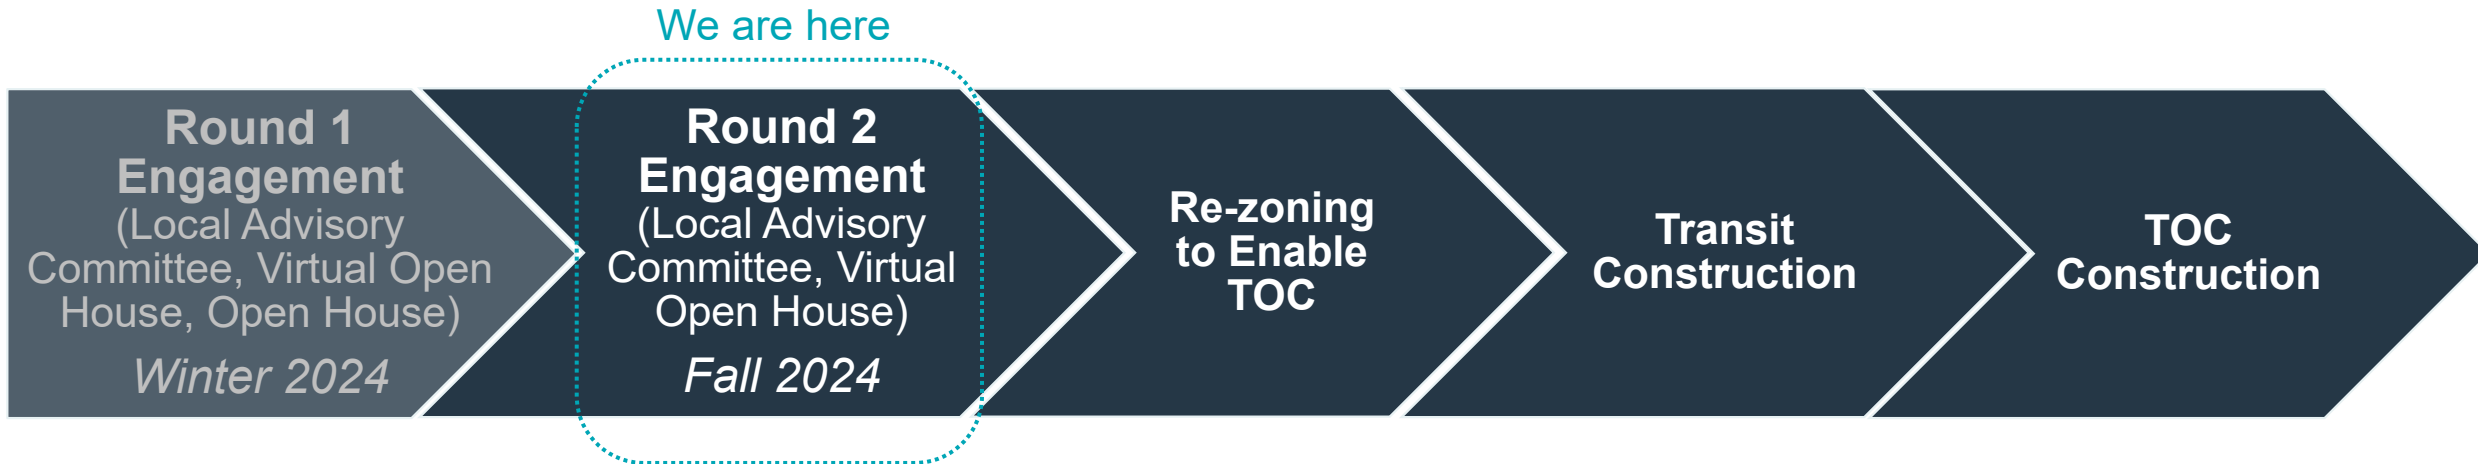 We are here
Round 1
Engagement
(Local Advisory
Committee, Virtual Open
House, Open House)
Winter 2024
Round 2
Engagement
(Local Advisory
Committee, Virtual
Open House)
Fall 2024
Re-zoning
to Enable
TOC
Transit
Construction
TOC
Construction